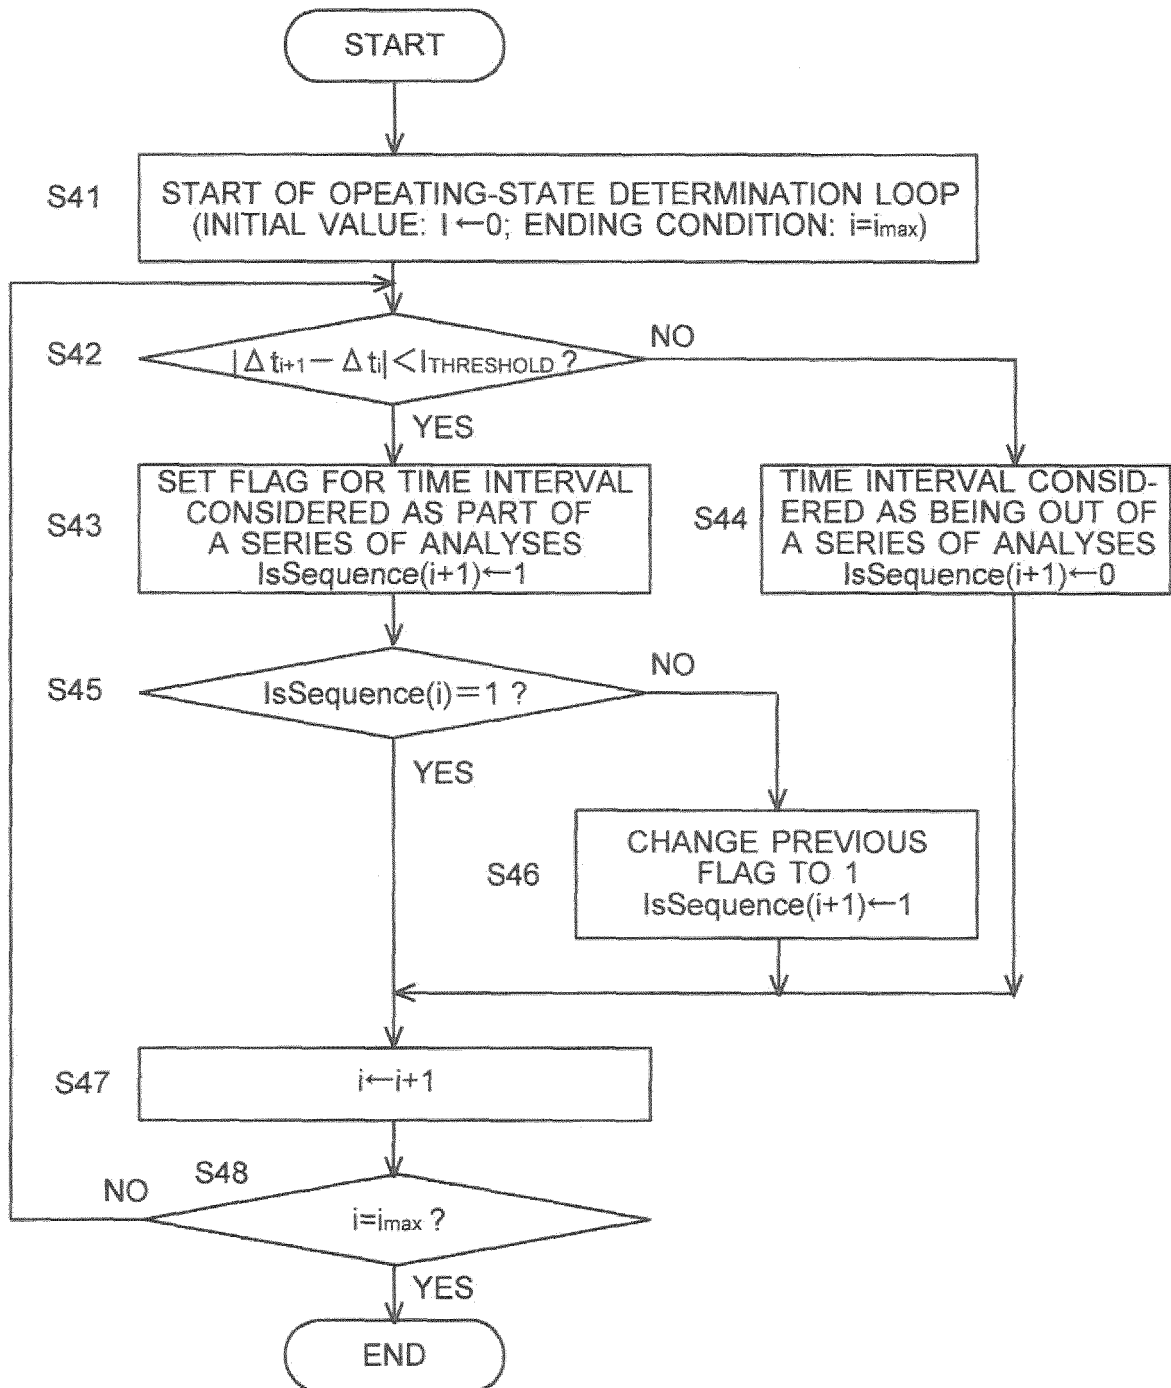 START
S41
START OF OPEATING-STATE DETERMINATION LOOP
(INITIAL VALUE: I←0; ENDING CONDITION: i=imax)
S42
|Δti+1−Δti|<ITHRESHOLD ?
NO
YES
S43
SET FLAG FOR TIME INTERVAL
CONSIDERED AS PART OF
A SERIES OF ANALYSES
IsSequence(i+1)←1
S44
TIME INTERVAL CONSID-
ERED AS BEING OUT OF
A SERIES OF ANALYSES
IsSequence(i+1)←0
S45
IsSequence(i)=1 ?
NO
YES
S46
CHANGE PREVIOUS
FLAG TO 1
IsSequence(i+1)←1
S47
i←i+1
S48
NO
i=imax ?
YES
END